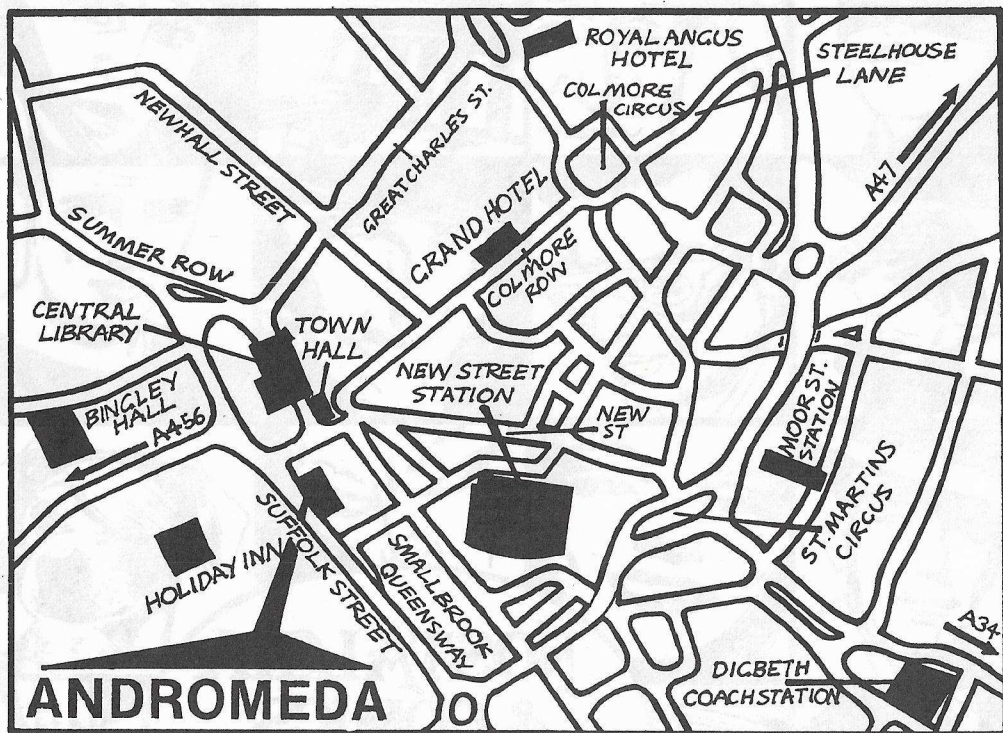 ROYAL ANGUS
HOTEL
STEELHOUSE
LANE
COLMORE
CIRCUS
NEWHALL STREET
GREAT CHARLES ST.
A47
SUMMER ROW
GRAND HOTEL
COLMORE
ROW
CENTRAL
LIBRARY
TOWN
HALL
NEW STREET
STATION
NEW
ST
BINGLEY
HALL
A456
MOOR ST.
STATION
ST. MARTINS
CIRCUS
HOLIDAY INN
SUFFOLK STREET
SMALLBROOK
QUEENSWAY
A34
DIGBETH
COACH STATION
ANDROMEDA